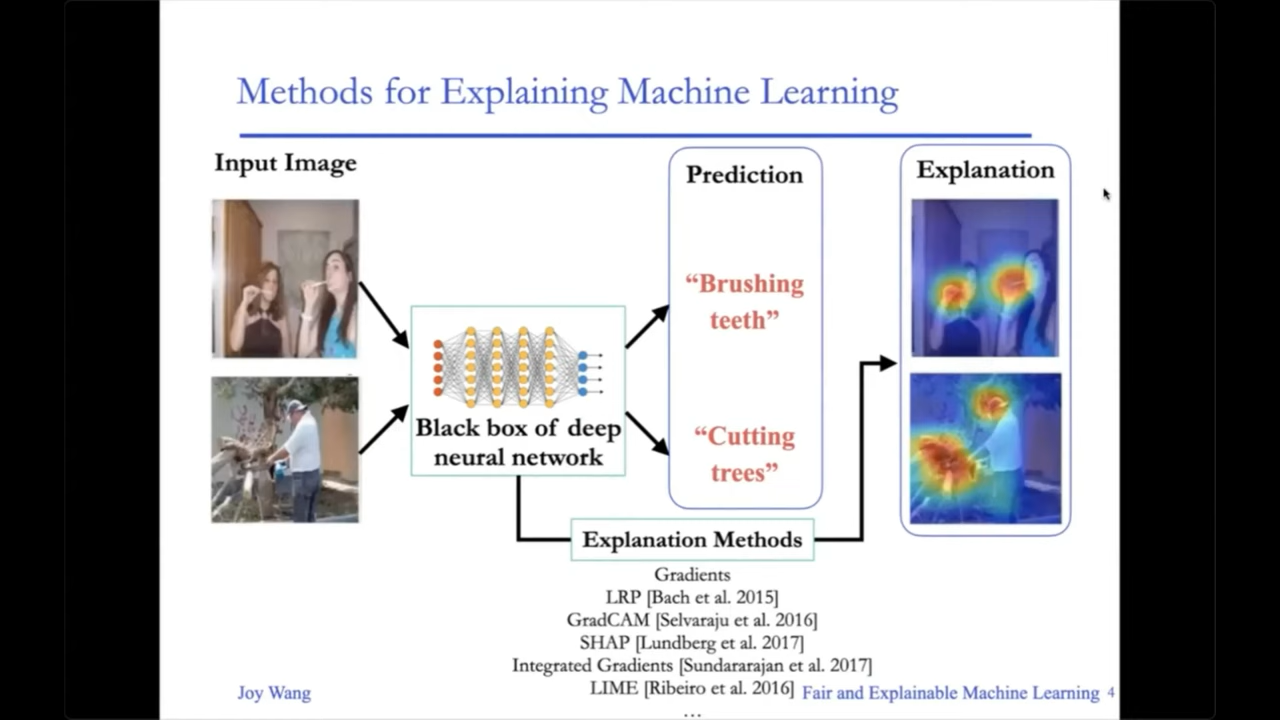 Methods for Explaining Machine Learning
Input Image
Prediction
Explanation
“Brushing
teeth”
Black box of deep
neural network
“Cutting
trees”
Explanation Methods
Gradients
LRP [Bach et al. 2015]
GradCAM [Selvaraju et al. 2016]
SHAP [Lundberg et al. 2017]
Integrated Gradients [Sundararajan et al. 2017]
LIME [Ribeiro et al. 2016]
...
Joy Wang
Fair and Explainable Machine Learning 4